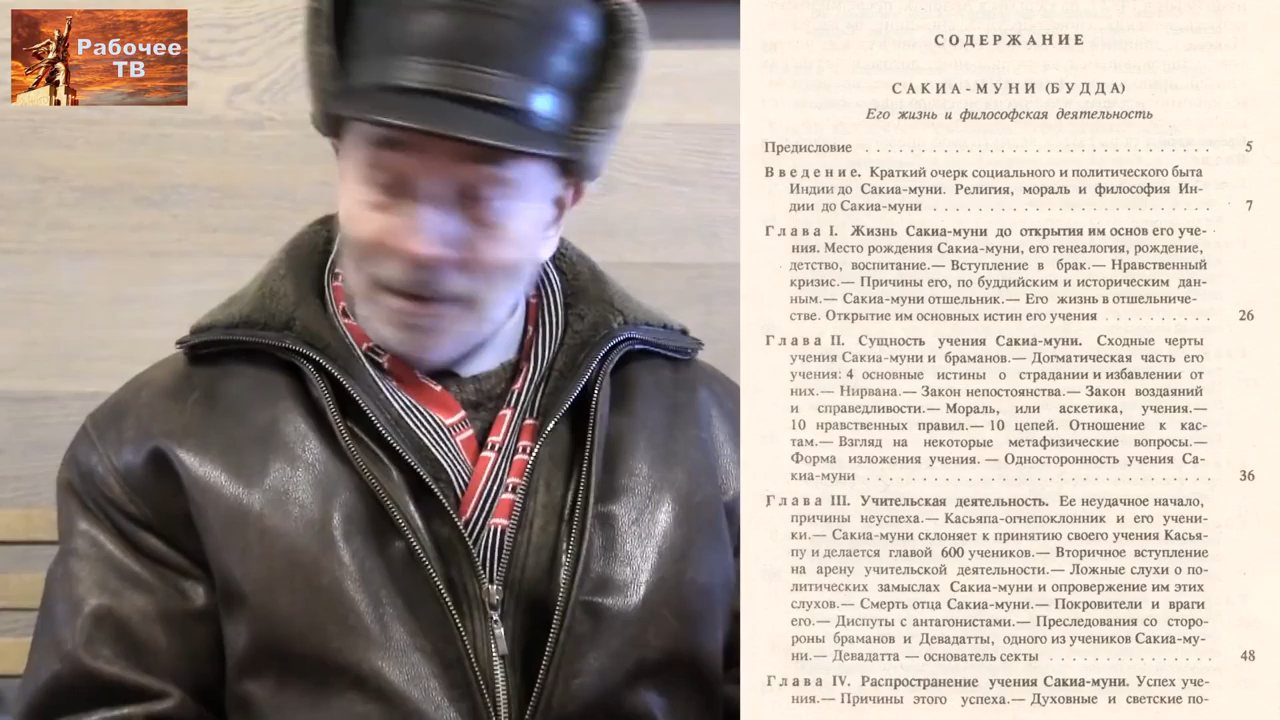 Рабочее
ТВ
СОДЕРЖАНИЕ
САКИА-МУНИ (БУДДА)
Его жизнь и философская деятельность
Предисловие . . . . . . . . . . . . . . . . . . . . . . . . . . 5
Введение. Краткий очерк социального и политического быта
Индии до Сакиа-муни. Религия, мораль и философия Ин-
дии до Сакиа-муни . . . . . . . . . . . . . . . . . . . . . 7
Глава I. Жизнь Сакиа-муни до открытия им основ его уче-
ния. Место рождения Сакиа-муни, его генеалогия, рождение,
детство, воспитание.— Вступление в брак.— Нравственный
кризис.— Причины его, по буддийским и историческим дан-
ным.— Сакиа-муни отшельник.— Его жизнь в отшельниче-
стве. Открытие им основных истин его учения . . . . . . . . 26
Глава II. Сущность учения Сакиа-муни. Сходные черты
учения Сакиа-муни и браманов.— Догматическая часть его
учения: 4 основные истины о страдании и избавлении от
них.— Нирвана.— Закон непостоянства.— Закон воздаяний
и справедливости.— Мораль, или аскетика, учения.—
10 нравственных правил.— 10 цепей. Отношение к кас-
там.— Взгляд на некоторые метафизические вопросы.—
Форма изложения учения. — Односторонность учения Са-
киа-муни . . . . . . . . . . . . . . . . . . . . . . . . . . 36
Глава III. Учительская деятельность. Ее неудачное начало,
причины неуспеха.— Касьяпа-огнепоклонник и его учени-
ки.— Сакиа-муни склоняет к принятию своего учения Касья-
пу и делается главой 600 учеников.— Вторичное вступление
на арену учительской деятельности.— Ложные слухи о по-
литических замыслах Сакиа-муни и опровержение им этих
слухов.— Смерть отца Сакиа-муни.— Покровители и враги
его.— Диспуты с антагонистами.— Преследования со сторо-
роны браманов и Девадатты, одного из учеников Сакиа-му-
ни.— Девадатта — основатель секты . . . . . . . . . . . . . 48
Глава IV. Распространение учения Сакиа-муни. Успех уче-
ния.— Причины этого успеха.— Духовные и светские по-